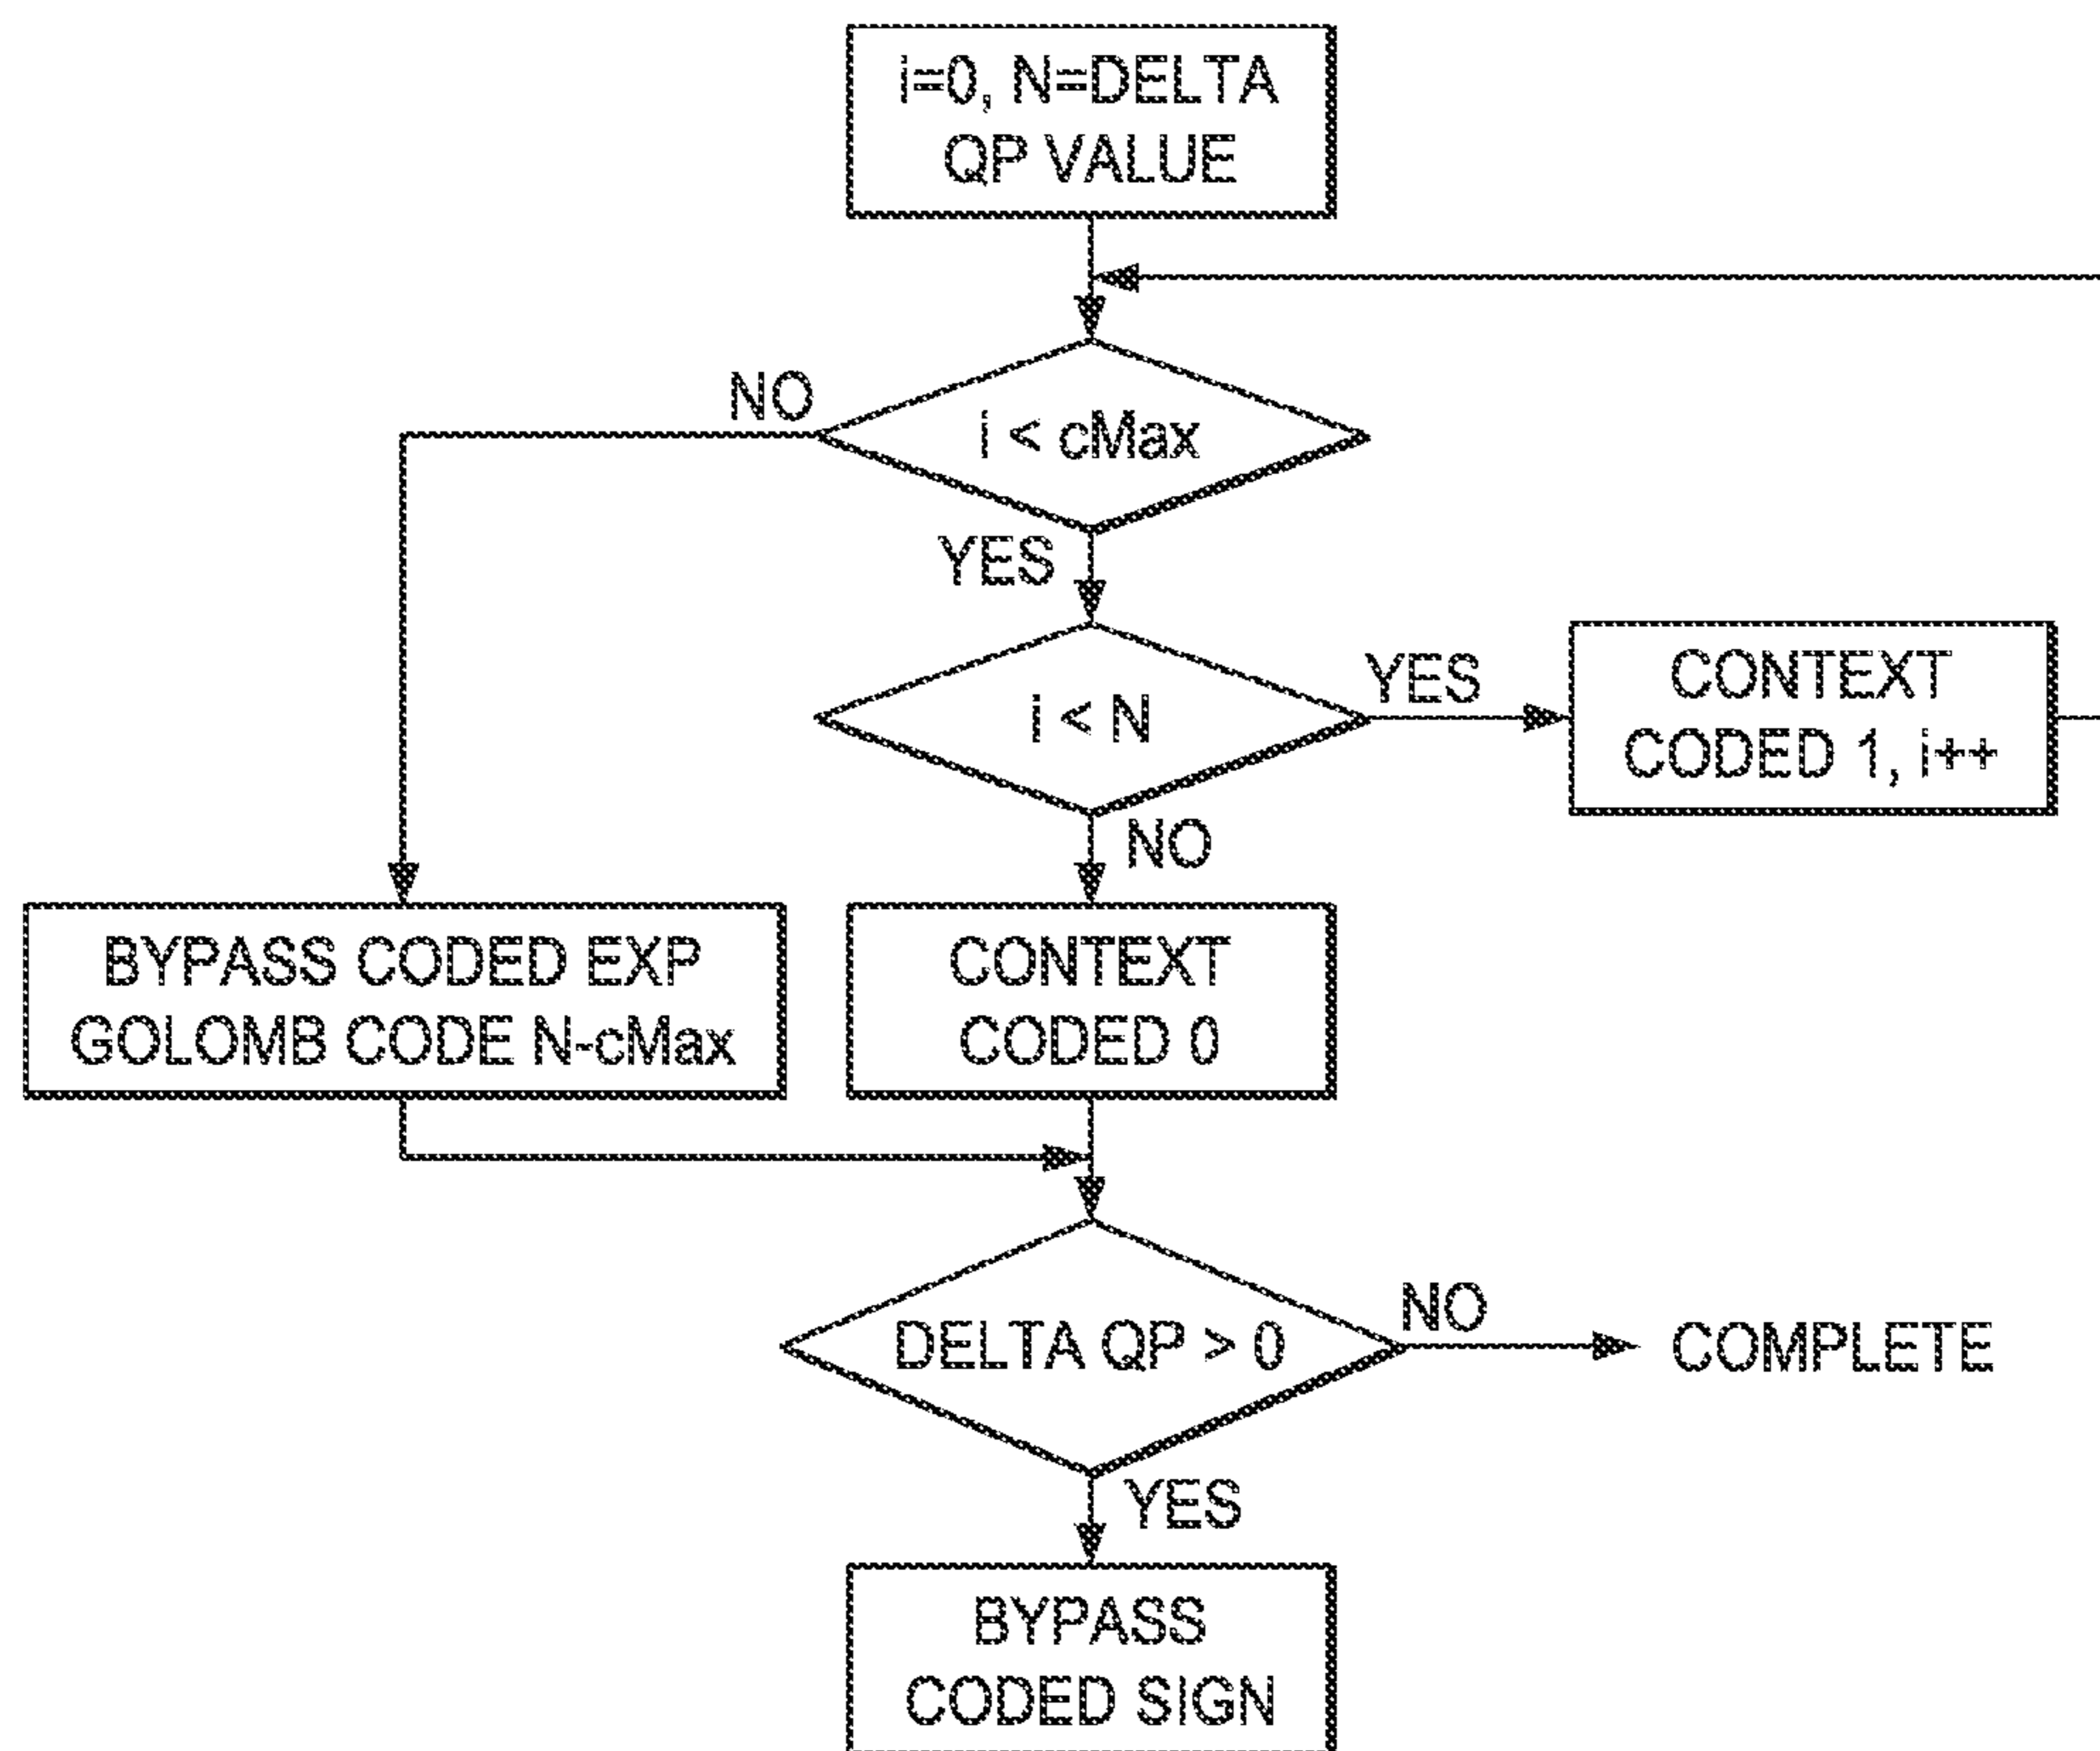 i=0, N=DELTA
QP VALUE
NO
i < cMax
YES
i < N
YES
CONTEXT
CODED 1, i++
NO
BYPASS CODED EXP
GOLOMB CODE N-cMax
CONTEXT
CODED 0
DELTA QP > 0
NO
COMPLETE
YES
BYPASS
CODED SIGN